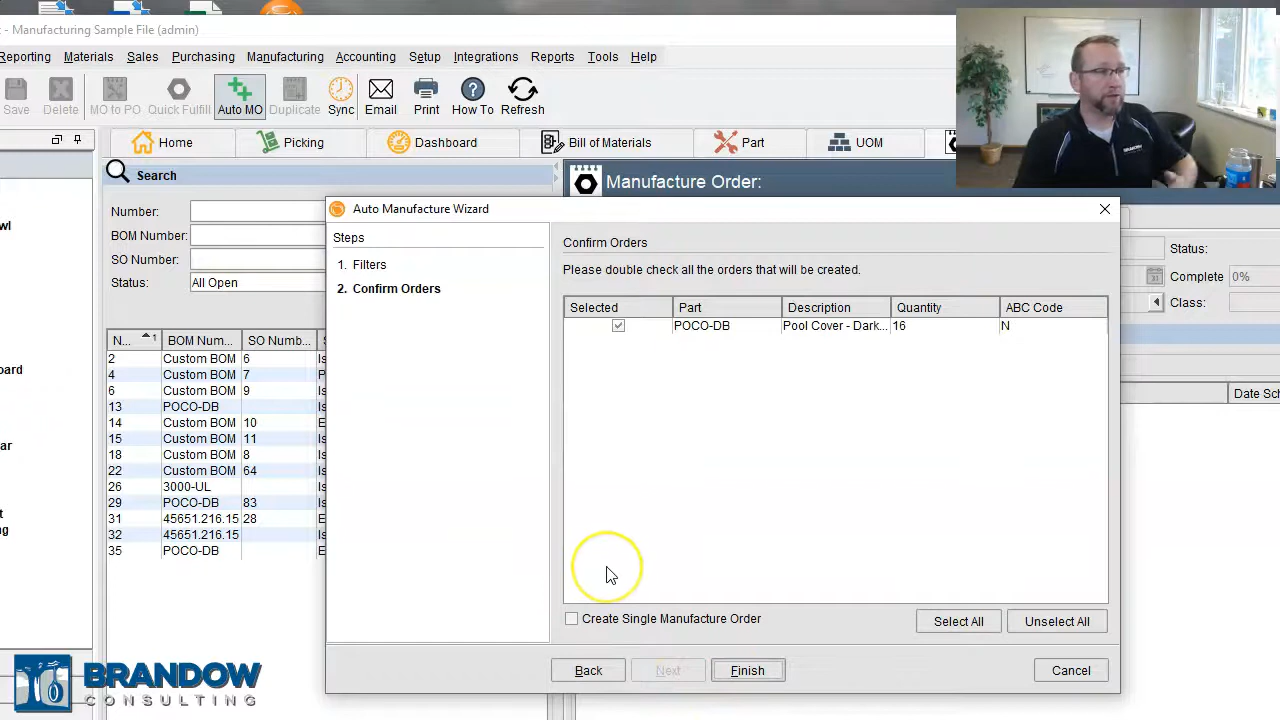 - Manufacturing Sample File (admin)
Reporting Materials Sales Purchasing Manufacturing Accounting Setup Integrations Reports Tools Help
Save Delete MO to PO Quick Fulfill Auto MO Duplicate Sync Email Print How To Refresh
Home Picking Dashboard Bill of Materials Part UOM
Search
Manufacture Order:
Number:
BOM Number:
SO Number:
Status: All Open
N... 1 BOM Num... SO Numb...
2 Custom BOM 6
4 Custom BOM 7
6 Custom BOM 9
13 POCO-DB
14 Custom BOM 10
15 Custom BOM 11
18 Custom BOM 8
22 Custom BOM 64
26 3000-UL
29 POCO-DB 83
31 45651.216.15 28
32 45651.216.15
35 POCO-DB
Auto Manufacture Wizard
Steps
1. Filters
2. Confirm Orders
Confirm Orders
Please double check all the orders that will be created.
Selected Part Description Quantity ABC Code
POCO-DB Pool Cover - Dark... 16 N
Create Single Manufacture Order
Select All Unselect All
Back Next Finish Cancel
Status:
Complete 0%
Class:
Date Sch
BRANDOW
CONSULTING